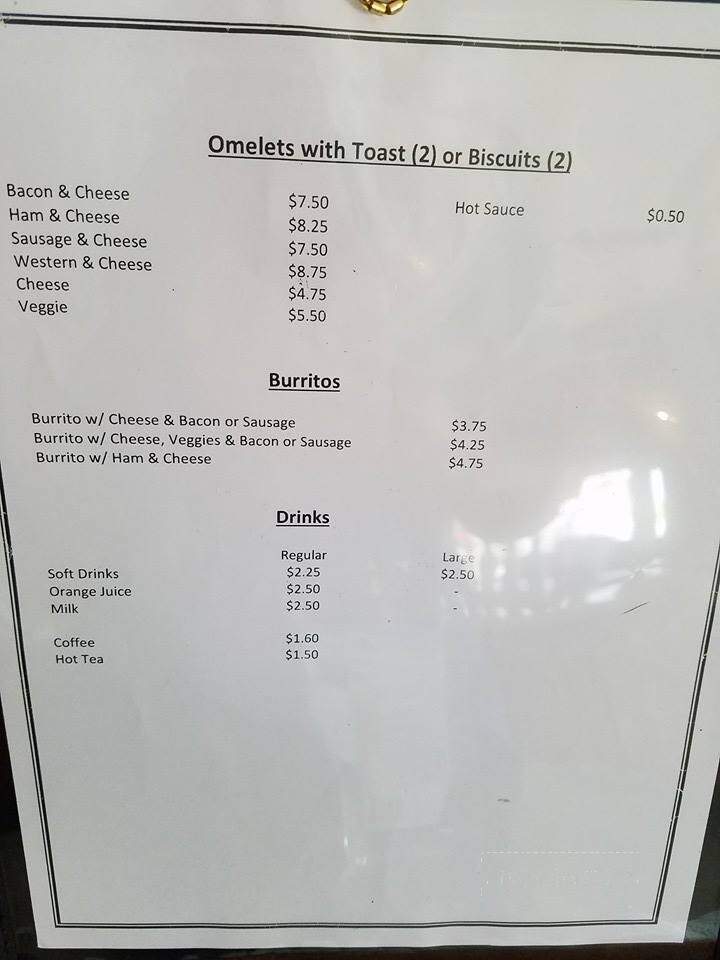 Omelets with Toast (2) or Biscuits (2)
Bacon & Cheese $7.50 Hot Sauce $0.50
Ham & Cheese $8.25
Sausage & Cheese $7.50
Western & Cheese $8.75
Cheese $4.75
Veggie $5.50
Burritos
Burrito w/ Cheese & Bacon or Sausage $3.75
Burrito w/ Cheese, Veggies & Bacon or Sausage $4.25
Burrito w/ Ham & Cheese $4.75
Drinks
Regular Large
Soft Drinks $2.25 $2.50
Orange Juice $2.50 -
Milk $2.50 -
Coffee $1.60
Hot Tea $1.50